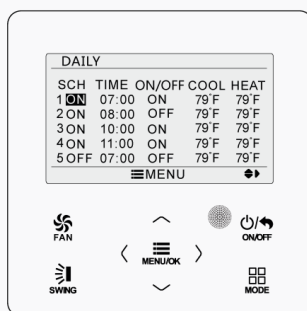 DAILY
SCH TIME ON/OFF COOL HEAT
1 ON 07:00 ON 79°F 79°F
2 ON 08:00 OFF 79°F 79°F
3 ON 10:00 ON 79°F 79°F
4 ON 11:00 ON 79°F 79°F
5 OFF 07:00 OFF 79°F 79°F
MENU
FAN
ON/OFF
MENU/OK
SWING
MODE